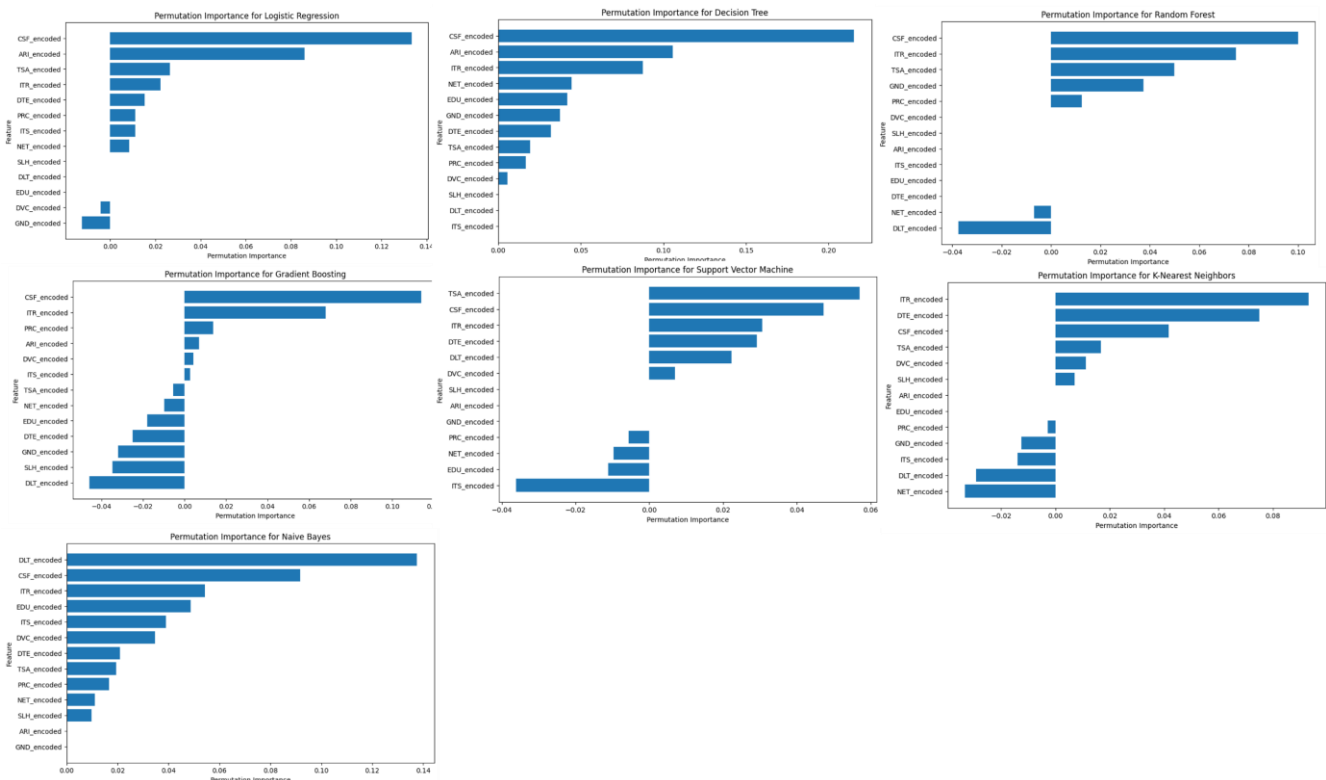 Permutation Importance for Logistic Regression
Feature
CSF_encoded
ARI_encoded
TSA_encoded
ITR_encoded
DTE_encoded
PRC_encoded
ITS_encoded
NET_encoded
SLH_encoded
DLT_encoded
EDU_encoded
DVC_encoded
GND_encoded
0.00 0.02 0.04 0.06 0.08 0.10 0.12 0.14
Permutation Importance
Permutation Importance for Decision Tree
Feature
CSF_encoded
ARI_encoded
ITR_encoded
NET_encoded
EDU_encoded
GND_encoded
DTE_encoded
TSA_encoded
PRC_encoded
DVC_encoded
SLH_encoded
DLT_encoded
ITS_encoded
0.00 0.05 0.10 0.15 0.20
Permutation Importance
Permutation Importance for Random Forest
Feature
CSF_encoded
ITR_encoded
TSA_encoded
GND_encoded
PRC_encoded
DVC_encoded
SLH_encoded
ARI_encoded
ITS_encoded
EDU_encoded
DTE_encoded
NET_encoded
DLT_encoded
−0.04 −0.02 0.00 0.02 0.04 0.06 0.08 0.10
Permutation Importance
Permutation Importance for Gradient Boosting
Feature
CSF_encoded
ITR_encoded
PRC_encoded
ARI_encoded
DVC_encoded
ITS_encoded
TSA_encoded
NET_encoded
EDU_encoded
DTE_encoded
GND_encoded
SLH_encoded
DLT_encoded
−0.04 −0.02 0.00 0.02 0.04 0.06 0.08 0.10
Permutation Importance
Permutation Importance for Support Vector Machine
Feature
TSA_encoded
CSF_encoded
ITR_encoded
DTE_encoded
DLT_encoded
DVC_encoded
SLH_encoded
ARI_encoded
GND_encoded
PRC_encoded
NET_encoded
EDU_encoded
ITS_encoded
−0.04 −0.02 0.00 0.02 0.04 0.06
Permutation Importance
Permutation Importance for K-Nearest Neighbors
Feature
ITR_encoded
DTE_encoded
CSF_encoded
TSA_encoded
DVC_encoded
SLH_encoded
ARI_encoded
EDU_encoded
PRC_encoded
GND_encoded
ITS_encoded
DLT_encoded
NET_encoded
−0.02 0.00 0.02 0.04 0.06 0.08
Permutation Importance
Permutation Importance for Naive Bayes
Feature
DLT_encoded
CSF_encoded
ITR_encoded
EDU_encoded
ITS_encoded
DVC_encoded
DTE_encoded
TSA_encoded
PRC_encoded
NET_encoded
SLH_encoded
ARI_encoded
GND_encoded
0.00 0.02 0.04 0.06 0.08 0.10 0.12 0.14
Permutation Importance